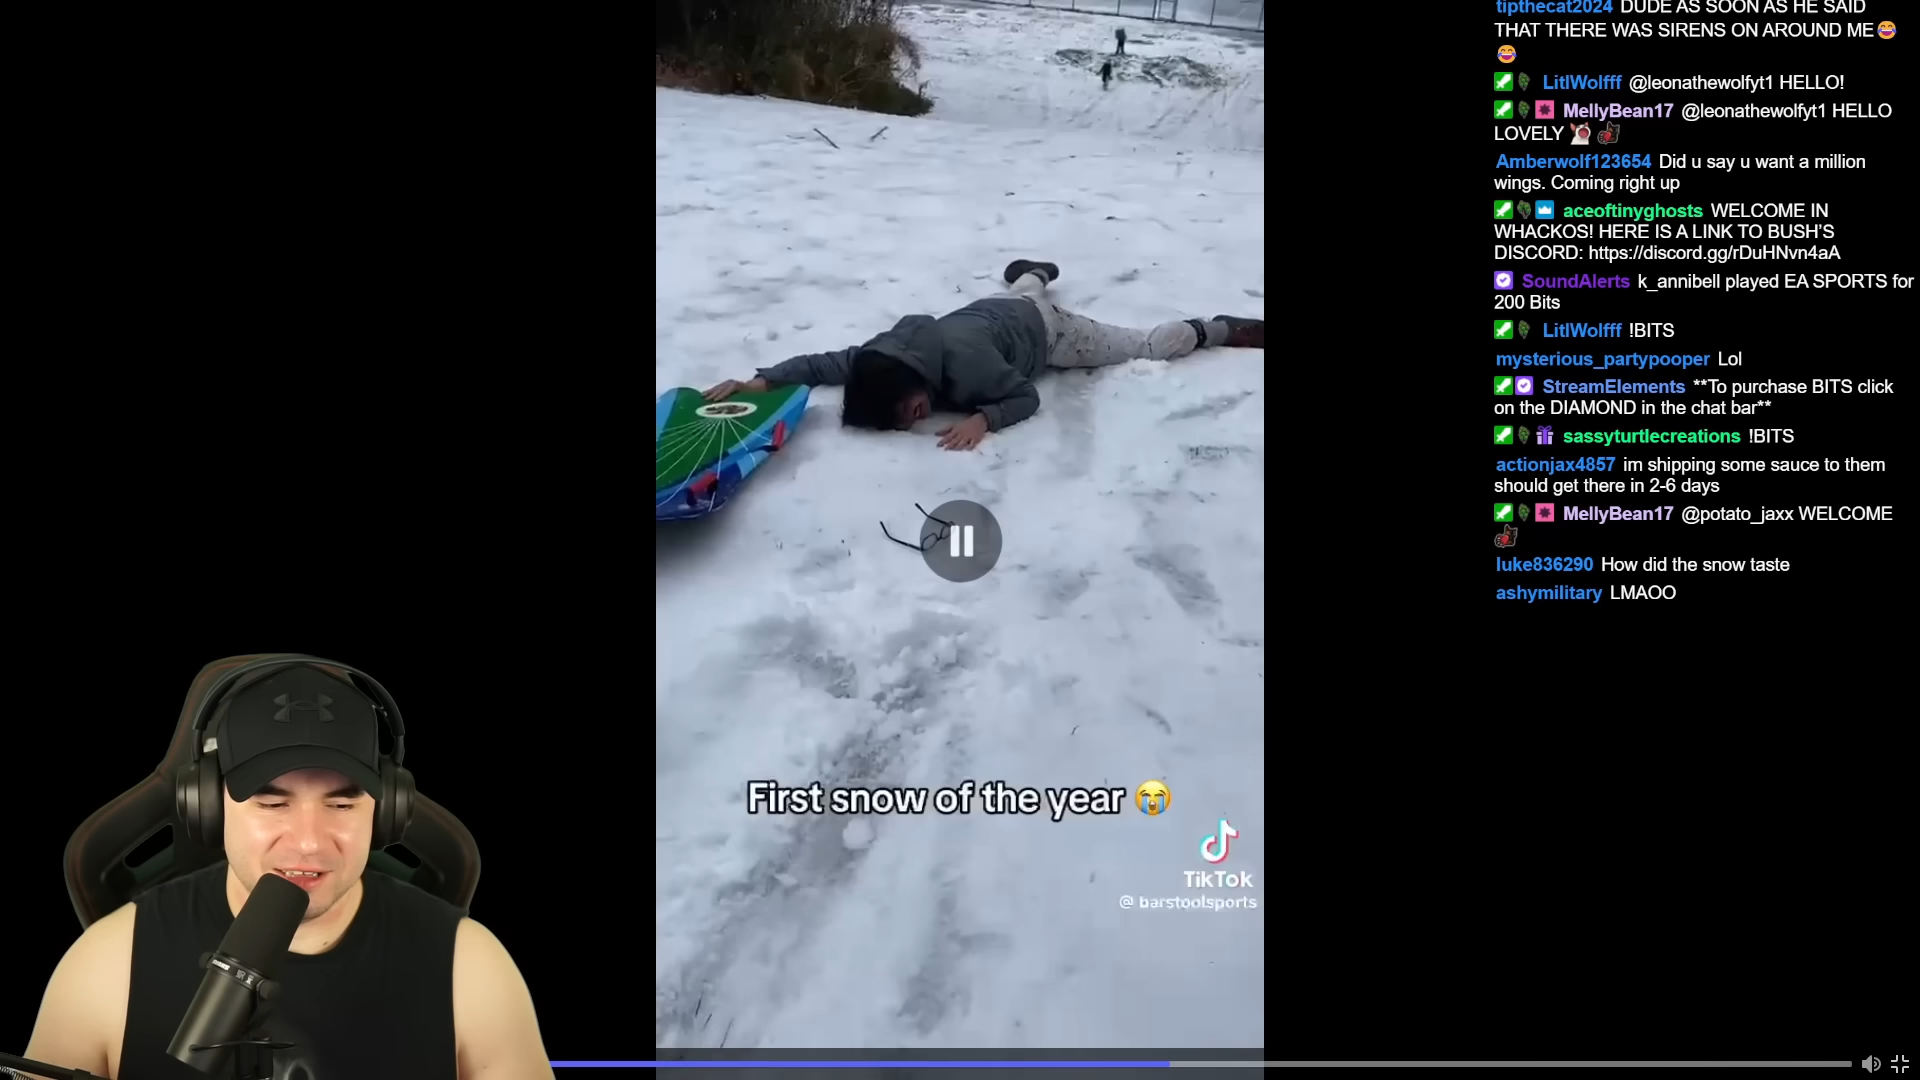 tipthecat2024 DUDE AS SOON AS HE SAID
THAT THERE WAS SIRENS ON AROUND ME😂
😂
LitlWolfff @leonathewolfyt1 HELLO!
MellyBean17 @leonathewolfyt1 HELLO
LOVELY
Amberwolf123654 Did u say u want a million
wings. Coming right up
aceoftinyghosts WELCOME IN
WHACKOS! HERE IS A LINK TO BUSH'S
DISCORD: https://discord.gg/rDuHNvn4aA
SoundAlerts k_annibell played EA SPORTS for
200 Bits
LitlWolfff !BITS
mysterious_partypooper Lol
StreamElements **To purchase BITS click
on the DIAMOND in the chat bar**
sassyturtlecreations !BITS
actionjax4857 im shipping some sauce to them
should get there in 2-6 days
MellyBean17 @potato_jaxx WELCOME
luke836290 How did the snow taste
ashymilitary LMAOO
First snow of the year 😭
TikTok
@ barstoolsports